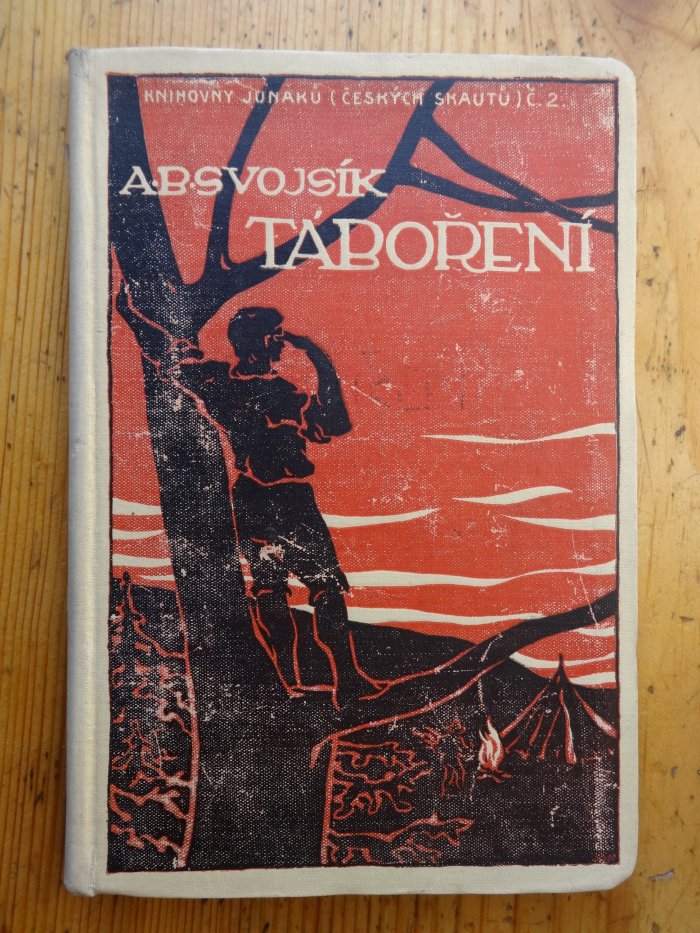 KNIHOVNY JUNÁKŮ (ČESKÝCH SKAUTŮ) Č. 2.
A·B·SVOJSÍK
TÁBOŘENÍ